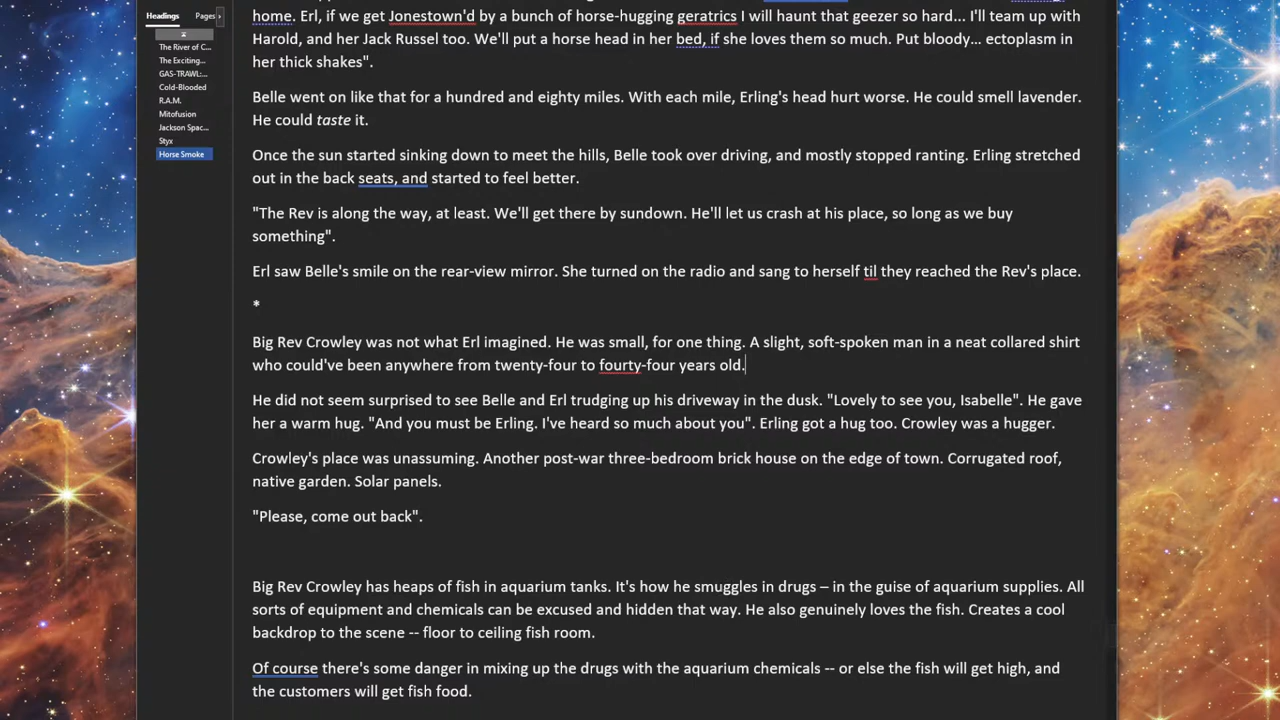 Headings
Pages
The River of C...
The Exciting...
GAS-TRAWL:...
Cold-Blooded
R.A.M.
Mitofusion
Jackson Spac...
Styx
Horse Smoke
home. Erl, if we get Jonestown'd by a bunch of horse-hugging geratrics I will haunt that geezer so hard... I'll team up with
Harold, and her Jack Russel too. We'll put a horse head in her bed, if she loves them so much. Put bloody... ectoplasm in
her thick shakes".
Belle went on like that for a hundred and eighty miles. With each mile, Erling's head hurt worse. He could smell lavender.
He could taste it.
Once the sun started sinking down to meet the hills, Belle took over driving, and mostly stopped ranting. Erling stretched
out in the back seats, and started to feel better.
"The Rev is along the way, at least. We'll get there by sundown. He'll let us crash at his place, so long as we buy
something".
Erl saw Belle's smile on the rear-view mirror. She turned on the radio and sang to herself til they reached the Rev's place.
*
Big Rev Crowley was not what Erl imagined. He was small, for one thing. A slight, soft-spoken man in a neat collared shirt
who could've been anywhere from twenty-four to fourty-four years old.
He did not seem surprised to see Belle and Erl trudging up his driveway in the dusk. "Lovely to see you, Isabelle". He gave
her a warm hug. "And you must be Erling. I've heard so much about you". Erling got a hug too. Crowley was a hugger.
Crowley's place was unassuming. Another post-war three-bedroom brick house on the edge of town. Corrugated roof,
native garden. Solar panels.
"Please, come out back".
Big Rev Crowley has heaps of fish in aquarium tanks. It's how he smuggles in drugs – in the guise of aquarium supplies. All
sorts of equipment and chemicals can be excused and hidden that way. He also genuinely loves the fish. Creates a cool
backdrop to the scene -- floor to ceiling fish room.
Of course there's some danger in mixing up the drugs with the aquarium chemicals -- or else the fish will get high, and
the customers will get fish food.